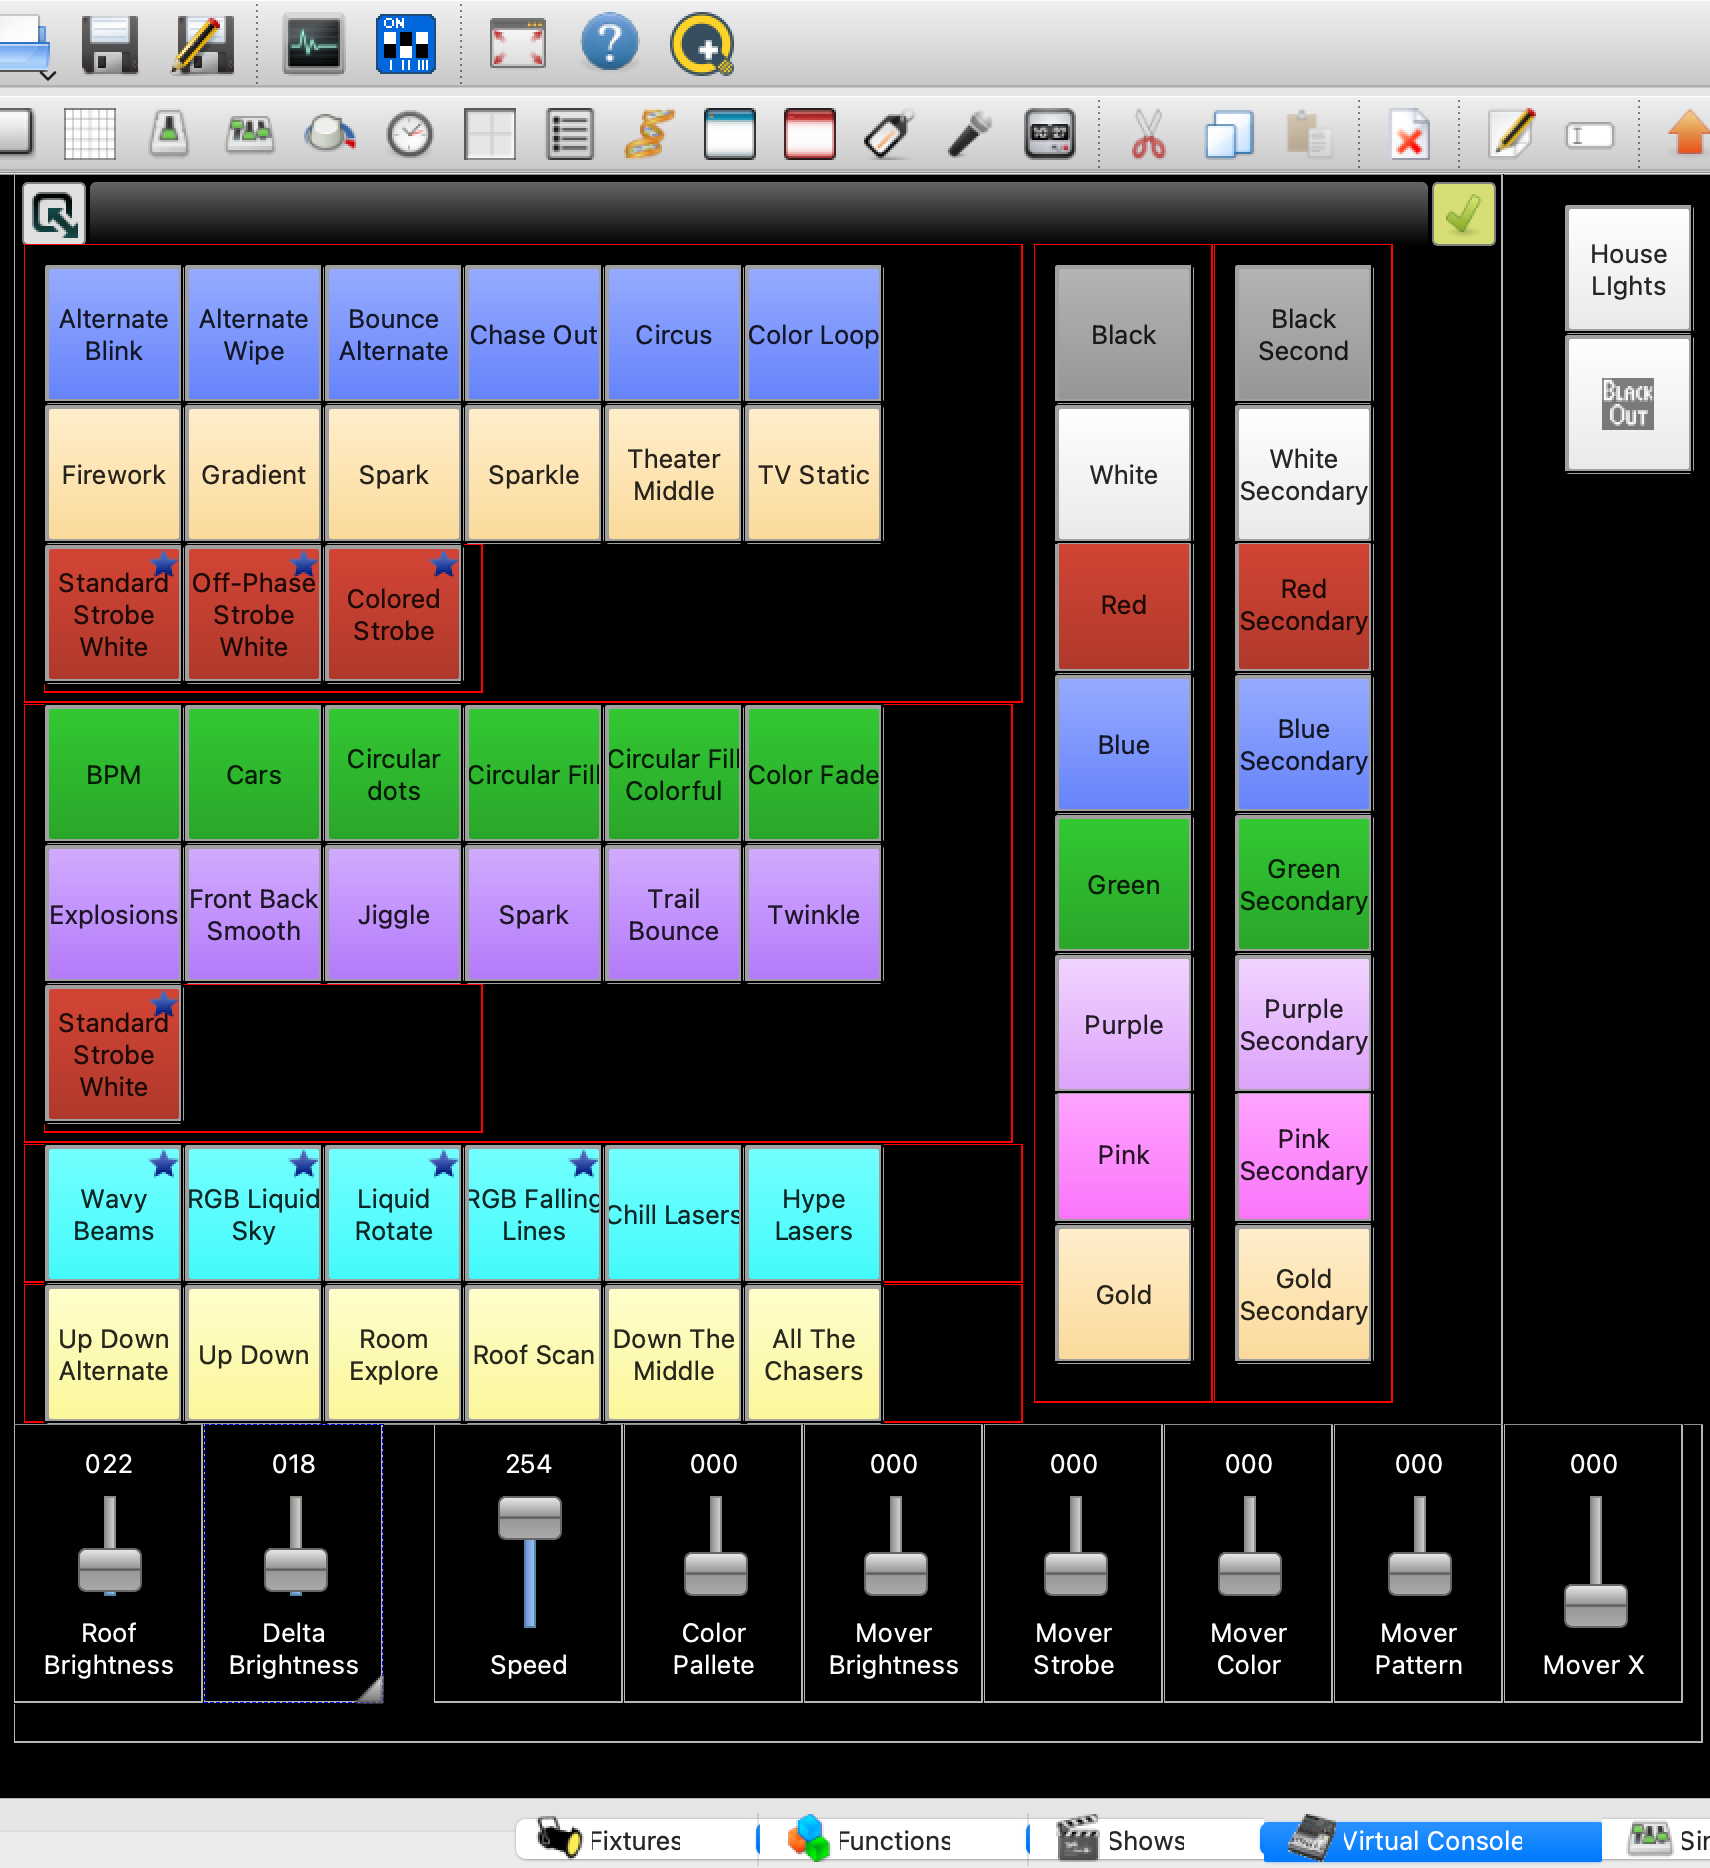 ON
I II III
10 27
House
LIghts
Alternate
Blink
Alternate
Wipe
Bounce
Alternate
Chase Out
Circus
Color Loop
Black
Black
Second
BLACK
OUT
Firework
Gradient
Spark
Sparkle
Theater
Middle
TV Static
White
White
Secondary
Standard
Strobe
White
Off-Phase
Strobe
White
Colored
Strobe
Red
Red
Secondary
BPM
Cars
Circular
dots
Circular Fill
Circular Fill
Colorful
Color Fade
Blue
Blue
Secondary
Explosions
Front Back
Smooth
Jiggle
Spark
Trail
Bounce
Twinkle
Green
Green
Secondary
Standard
Strobe
White
Purple
Purple
Secondary
Wavy
Beams
RGB Liquid
Sky
Liquid
Rotate
RGB Falling
Lines
Chill Lasers
Hype
Lasers
Pink
Pink
Secondary
Up Down
Alternate
Up Down
Room
Explore
Roof Scan
Down The
Middle
All The
Chasers
Gold
Gold
Secondary
022
018
254
000
000
000
000
000
000
Roof
Brightness
Delta
Brightness
Speed
Color
Pallete
Mover
Brightness
Mover
Strobe
Mover
Color
Mover
Pattern
Mover X
Fixtures
Functions
Shows
Virtual Console